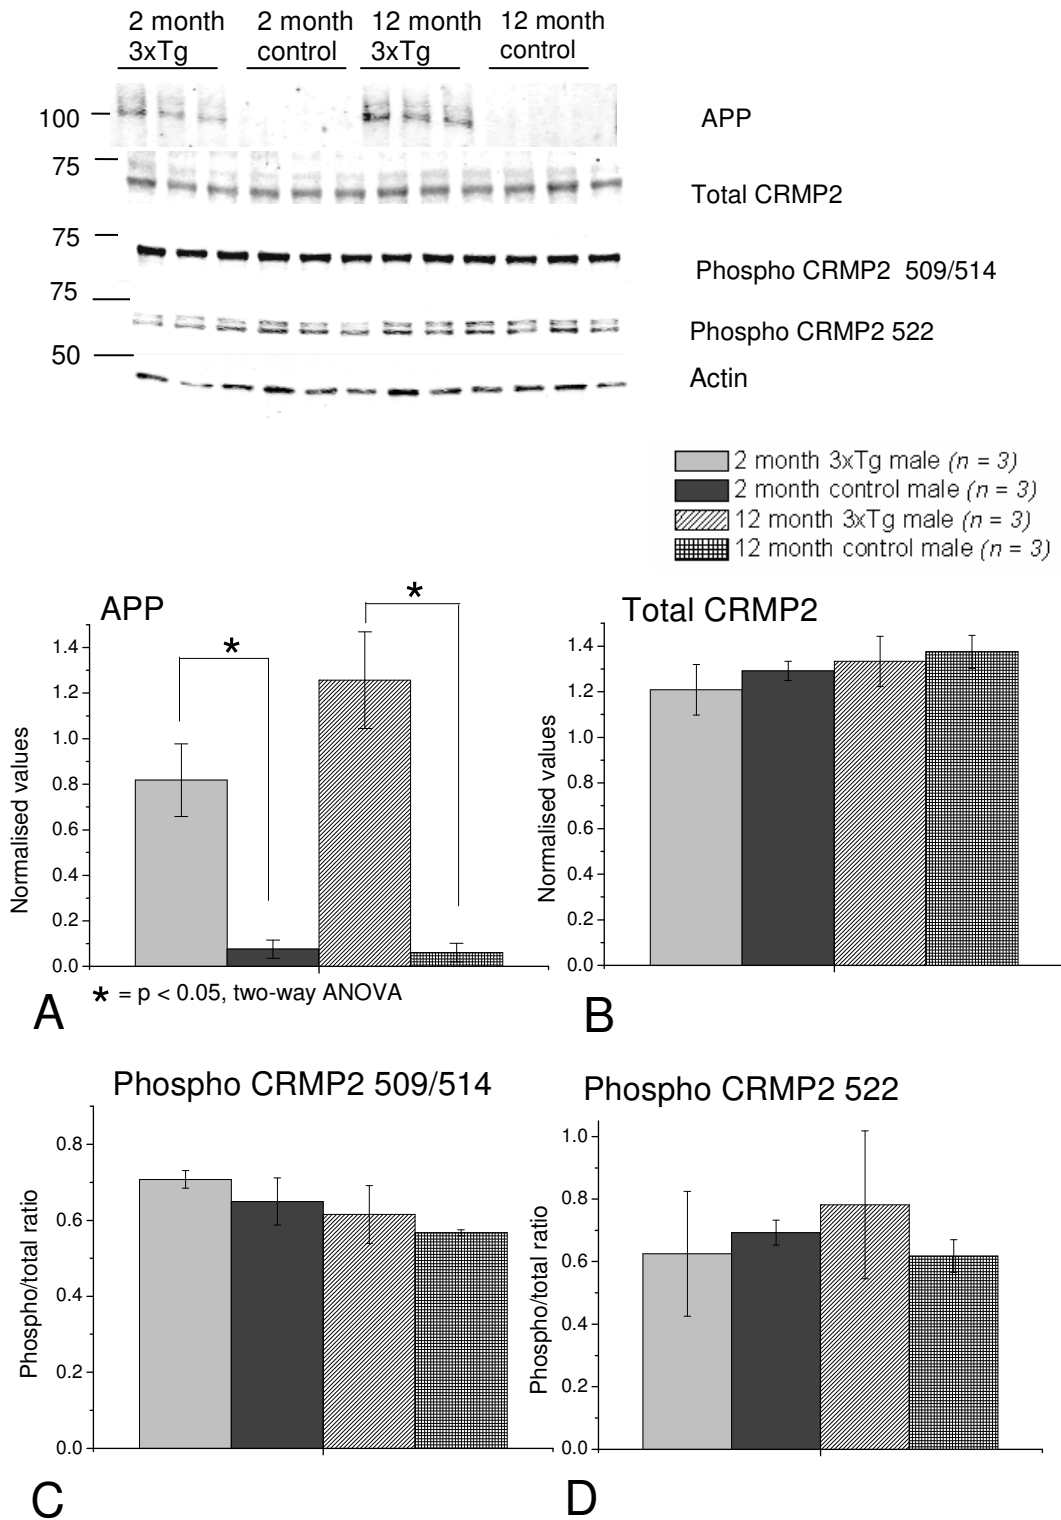 2 month 2 month 12 month 12 month
3xTg control 3xTg control
100 APP
75
Total CRMP2
75
Phospho CRMP2 509/514
75
Phospho CRMP2 522
50
Actin
2 month 3xTg male (n = 3)
2 month control male (n = 3)
12 month 3xTg male (n = 3)
12 month control male (n = 3)
APP
*
*
1.4
1.2
1.0
0.8
0.6
0.4
0.2
0.0
Normalised values
* = p < 0.05, two-way ANOVA
A
Total CRMP2
1.4
1.2
1.0
0.8
0.6
0.4
0.2
0.0
Normalised values
B
Phospho CRMP2 509/514
0.8
0.6
0.4
0.2
0.0
Phospho/total ratio
C
Phospho CRMP2 522
1.0
0.8
0.6
0.4
0.2
0.0
Phospho/total ratio
D